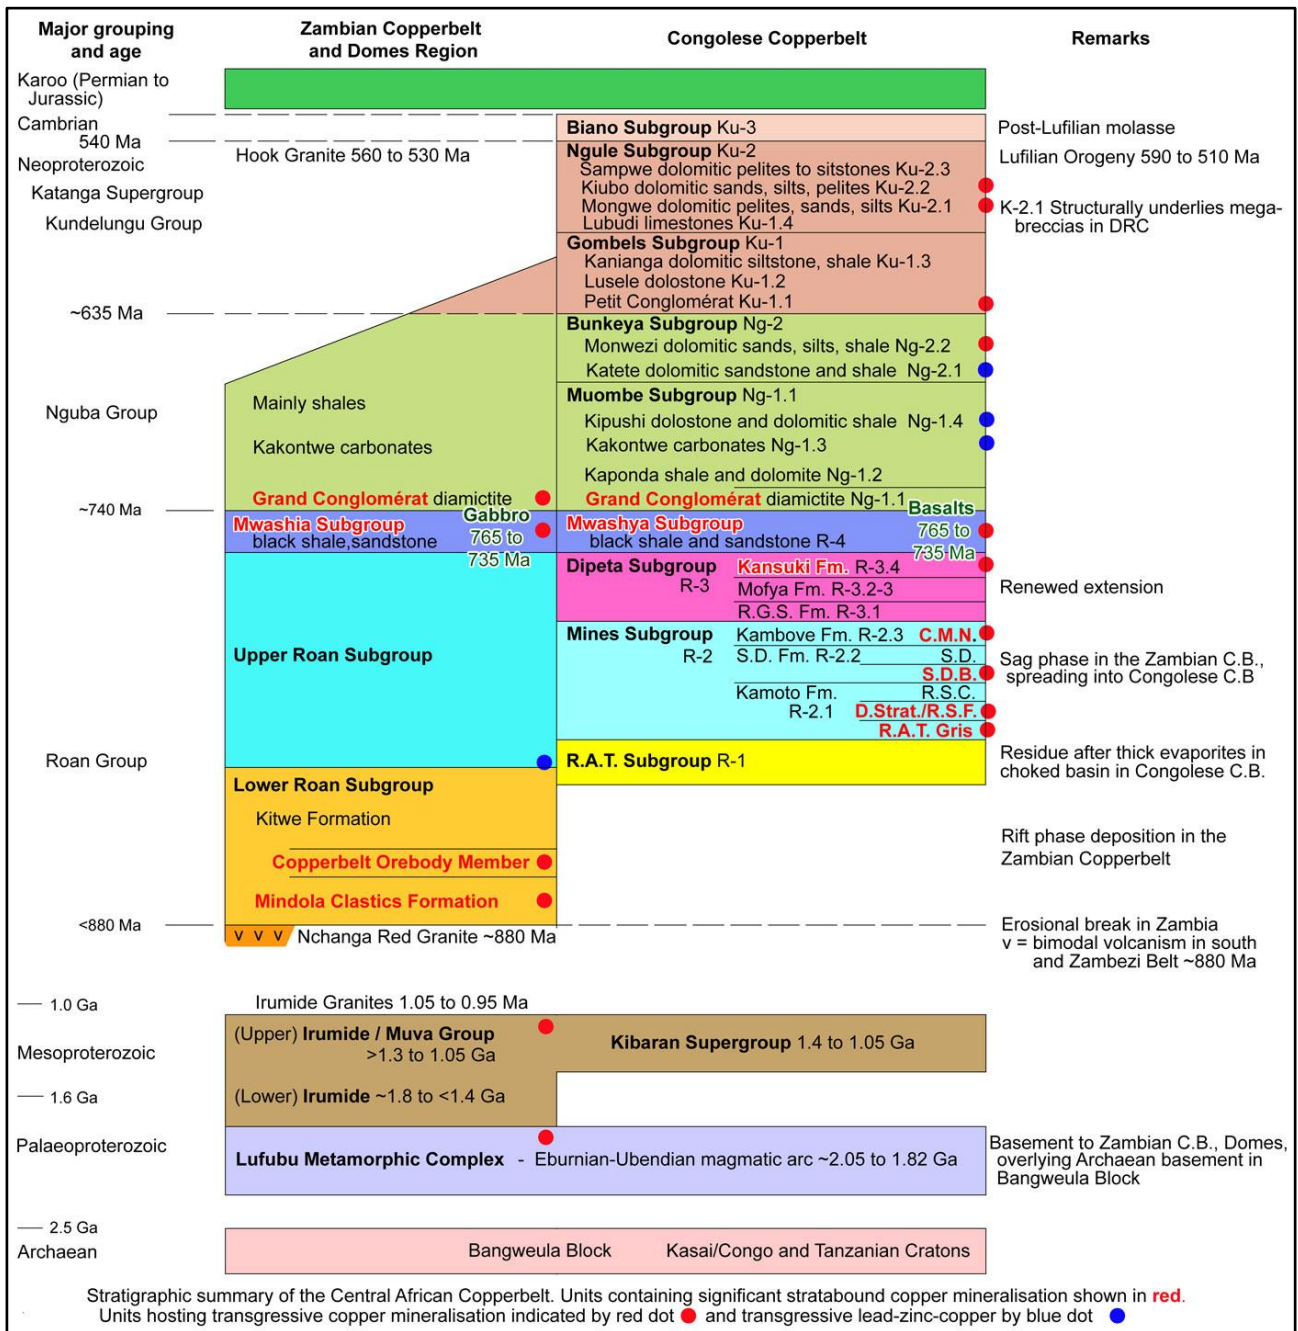 Major grouping and age
Zambian Copperbelt and Domes Region
Congolese Copperbelt
Remarks
Karoo (Permian to Jurassic)
Cambrian
540 Ma
Neoproterozoic
Katanga Supergroup
Kundelungu Group
~635 Ma
Nguba Group
~740 Ma
Roan Group
<880 Ma
1.0 Ga
Mesoproterozoic
1.6 Ga
Palaeoproterozoic
2.5 Ga
Archaean
Hook Granite 560 to 530 Ma
Mainly shales
Kakontwe carbonates
Grand Conglomérat diamictite
Mwashia Subgroup
black shale,sandstone
Gabbro
765 to
735 Ma
Upper Roan Subgroup
Lower Roan Subgroup
Kitwe Formation
Copperbelt Orebody Member
Mindola Clastics Formation
v v v
Nchanga Red Granite ~880 Ma
Irumide Granites 1.05 to 0.95 Ma
(Upper) Irumide / Muva Group
>1.3 to 1.05 Ga
(Lower) Irumide ~1.8 to <1.4 Ga
Biano Subgroup Ku-3
Ngule Subgroup Ku-2
Sampwe dolomitic pelites to sitstones Ku-2.3
Kiubo dolomitic sands, silts, pelites Ku-2.2
Mongwe dolomitic pelites, sands, silts Ku-2.1
Lubudi limestones Ku-1.4
Gombels Subgroup Ku-1
Kanianga dolomitic siltstone, shale Ku-1.3
Lusele dolostone Ku-1.2
Petit Conglomérat Ku-1.1
Bunkeya Subgroup Ng-2
Monwezi dolomitic sands, silts, shale Ng-2.2
Katete dolomitic sandstone and shale Ng-2.1
Muombe Subgroup Ng-1.1
Kipushi dolostone and dolomitic shale Ng-1.4
Kakontwe carbonates Ng-1.3
Kaponda shale and dolomite Ng-1.2
Grand Conglomérat diamictite Ng-1.1
Mwashya Subgroup
black shale and sandstone R-4
Basalts
765 to
735 Ma
Dipeta Subgroup
R-3
Kansuki Fm. R-3.4
Mofya Fm. R-3.2-3
R.G.S. Fm. R-3.1
Mines Subgroup
R-2
Kambove Fm. R-2.3 C.M.N.
S.D. Fm. R-2.2 S.D.
S.D.B.
Kamoto Fm. R.S.C.
R-2.1 D.Strat./R.S.F.
R.A.T. Gris
R.A.T. Subgroup R-1
Kibaran Supergroup 1.4 to 1.05 Ga
Lufubu Metamorphic Complex - Eburnian-Ubendian magmatic arc ~2.05 to 1.82 Ga
Bangweula Block
Kasai/Congo and Tanzanian Cratons
Post-Lufilian molasse
Lufilian Orogeny 590 to 510 Ma
K-2.1 Structurally underlies mega-
breccias in DRC
Renewed extension
Sag phase in the Zambian C.B.,
spreading into Congolese C.B
Residue after thick evaporites in
choked basin in Congolese C.B.
Rift phase deposition in the
Zambian Copperbelt
Erosional break in Zambia
v = bimodal volcanism in south
and Zambezi Belt ~880 Ma
Basement to Zambian C.B., Domes,
overlying Archaean basement in
Bangweula Block
Stratigraphic summary of the Central African Copperbelt. Units containing significant stratabound copper mineralisation shown in red.
Units hosting transgressive copper mineralisation indicated by red dot and transgressive lead-zinc-copper by blue dot